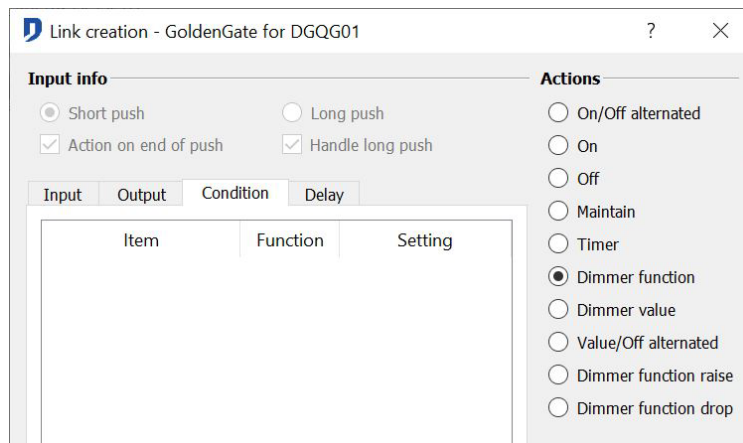 Link creation - GoldenGate for DGQG01
?
Input info
Short push
Long push
Action on end of push
Handle long push
Input
Output
Condition
Delay
Item
Function
Setting
Actions
On/Off alternated
On
Off
Maintain
Timer
Dimmer function
Dimmer value
Value/Off alternated
Dimmer function raise
Dimmer function drop